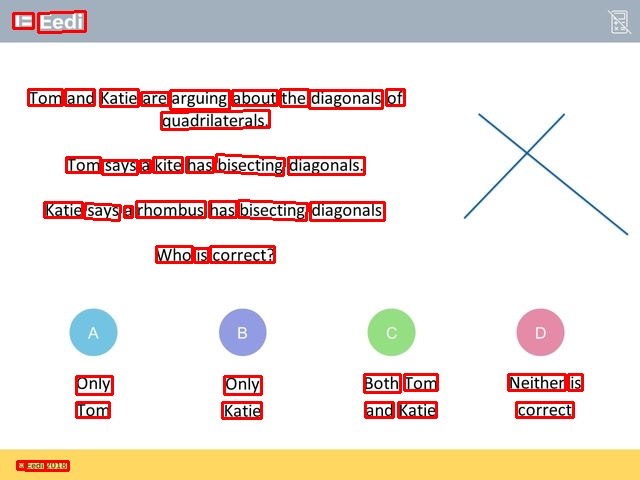 Eedi
Tom and Katie are arguing about the diagonals of
quadrilaterals.
Tom says a kite has bisecting diagonals.
Katie says a rhombus has bisecting diagonals
Who is correct?
A
B
C
D
Only
Tom
Only
Katie
Both Tom
and Katie
Neither is
correct
© Eedi 2018